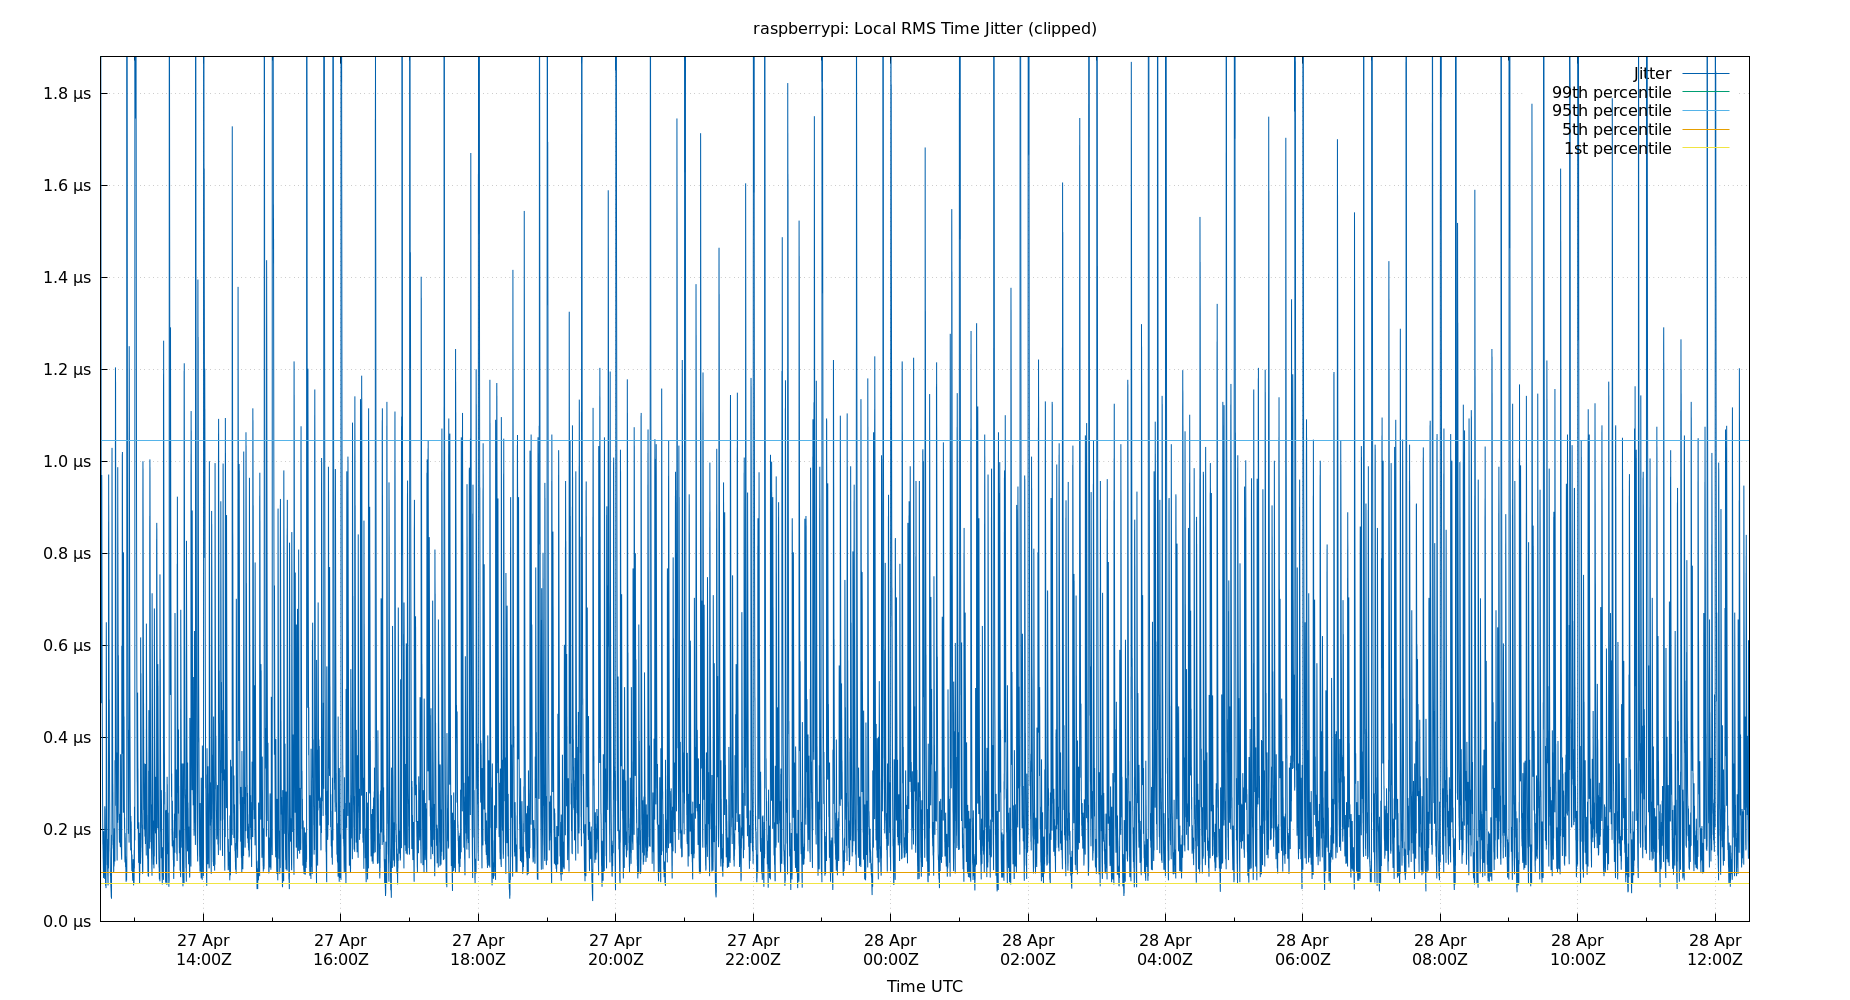 raspberrypi: Local RMS Time Jitter (clipped)
Jitter
99th percentile
95th percentile
5th percentile
1st percentile
1.8 μs
1.6 μs
1.4 μs
1.2 μs
1.0 μs
0.8 μs
0.6 μs
0.4 μs
0.2 μs
0.0 μs
27 Apr 27 Apr 27 Apr 27 Apr 27 Apr 28 Apr 28 Apr 28 Apr 28 Apr 28 Apr 28 Apr 28 Apr
14:00Z 16:00Z 18:00Z 20:00Z 22:00Z 00:00Z 02:00Z 04:00Z 06:00Z 08:00Z 10:00Z 12:00Z
Time UTC